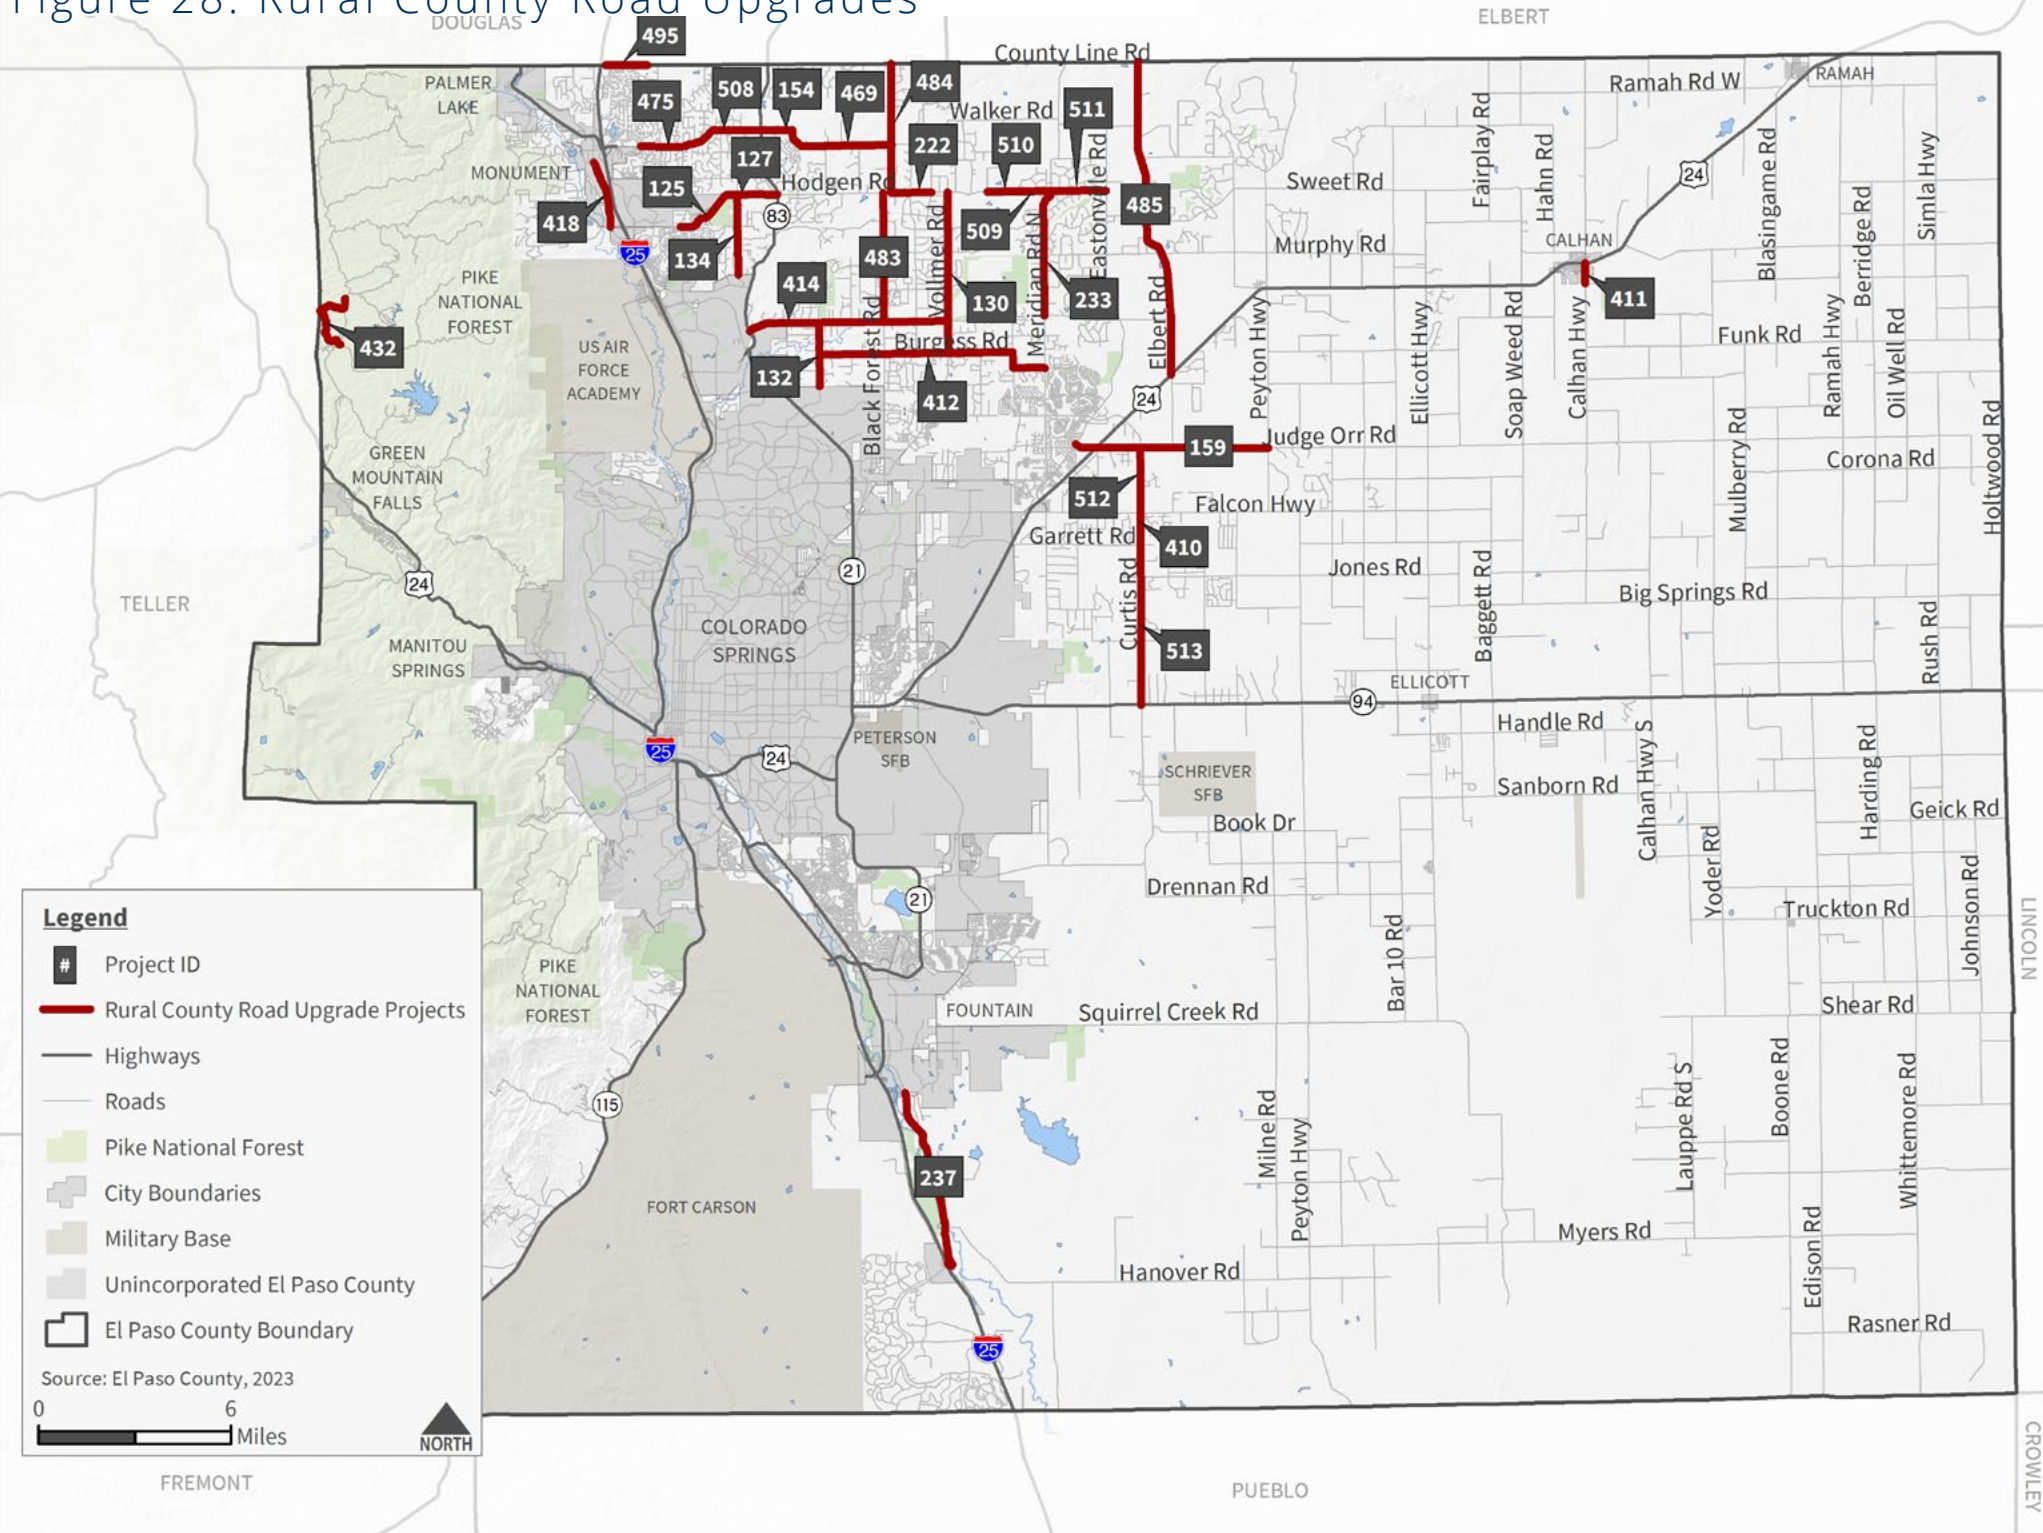 Figure 28: Rural County Road Upgrades
DOUGLAS
ELBERT
495
County Line Rd
PALMER
LAKE
475
508
154
469
484
Walker Rd
511
Ramah Rd W
RAMAH
MONUMENT
127
125
Hodgen Rd
222
510
Eastonville Rd
Sweet Rd
Fairplay Rd
Hahn Rd
24
Blasingame Rd
Simla Hwy
418
83
485
25
134
483
Vollmer Rd
509
Meridian Rd N
Murphy Rd
CALHAN
Berridge Rd
PIKE
NATIONAL
FOREST
414
130
233
411
432
US AIR
FORCE
ACADEMY
Black Forest Rd
Burgess Rd
Elbert Rd
Peyton Hwy
Ellicott Hwy
Soap Weed Rd
Calhan Hwy
Funk Rd
Ramah Hwy
Oil Well Rd
132
412
24
GREEN
MOUNTAIN
FALLS
159
Judge Orr Rd
Mulberry Rd
Corona Rd
Holtwood Rd
512
Falcon Hwy
Garrett Rd
410
24
21
Curtis Rd
Jones Rd
Baggett Rd
Big Springs Rd
TELLER
COLORADO
SPRINGS
MANITOU
SPRINGS
513
Rush Rd
ELLICOTT
94
25
24
PETERSON
SFB
Handle Rd
Calhan Hwy S
Harding Rd
SCHRIEVER
SFB
Sanborn Rd
Book Dr
Geick Rd
Yoder Rd
Drennan Rd
21
Truckton Rd
Johnson Rd
LINCOLN
Bar 10 Rd
PIKE
NATIONAL
FOREST
FOUNTAIN
Squirrel Creek Rd
Shear Rd
115
Milne Rd
Peyton Hwy
Lauppe Rd S
Boone Rd
Whittemore Rd
237
FORT CARSON
Myers Rd
Edison Rd
Hanover Rd
Rasner Rd
25
Legend
# Project ID
Rural County Road Upgrade Projects
Highways
Roads
Pike National Forest
City Boundaries
Military Base
Unincorporated El Paso County
El Paso County Boundary
Source: El Paso County, 2023
0 6
Miles
NORTH
FREMONT
PUEBLO
CROWLEY